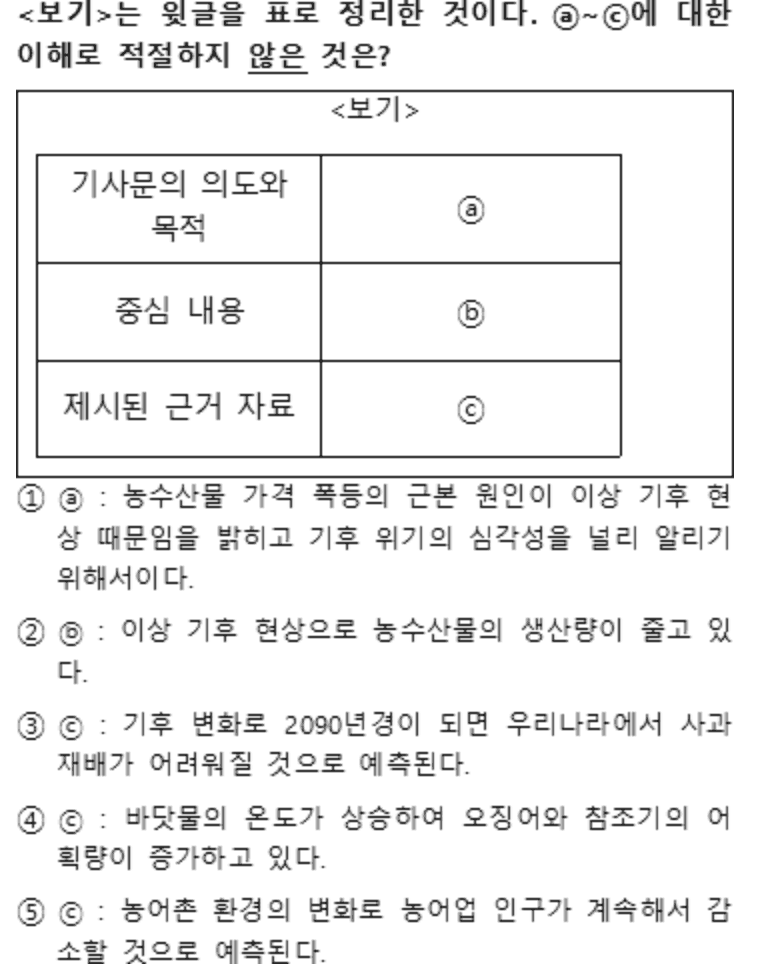 <보기>는 윗글을 표로 정리한 것이다. ⓐ~ⓒ에 대한
이해로 적절하지 않은 것은?
<보기>
기사문의 의도와
목적
ⓐ
중심 내용
ⓑ
제시된 근거 자료
ⓒ
① ⓐ : 농수산물 가격 폭등의 근본 원인이 이상 기후 현
상 때문임을 밝히고 기후 위기의 심각성을 널리 알리기
위해서이다.
② ⓑ : 이상 기후 현상으로 농수산물의 생산량이 줄고 있
다.
③ ⓒ : 기후 변화로 2090년경이 되면 우리나라에서 사과
재배가 어려워질 것으로 예측된다.
④ ⓒ : 바닷물의 온도가 상승하여 오징어와 참조기의 어
획량이 증가하고 있다.
⑤ ⓒ : 농어촌 환경의 변화로 농어업 인구가 계속해서 감
소할 것으로 예측된다.